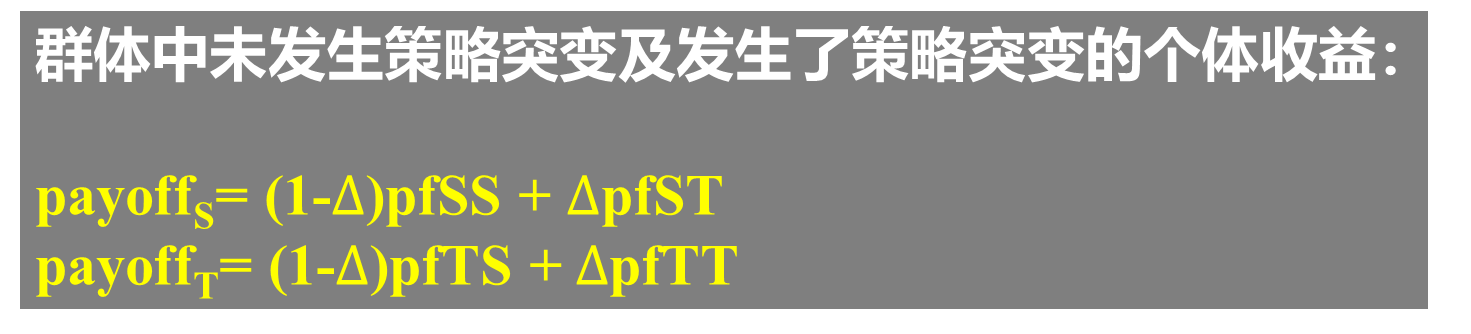 群体中未发生策略突变及发生了策略突变的个体收益：
payoffS= (1-Δ)pfSS + ΔpfST
payoffT= (1-Δ)pfTS + ΔpfTT